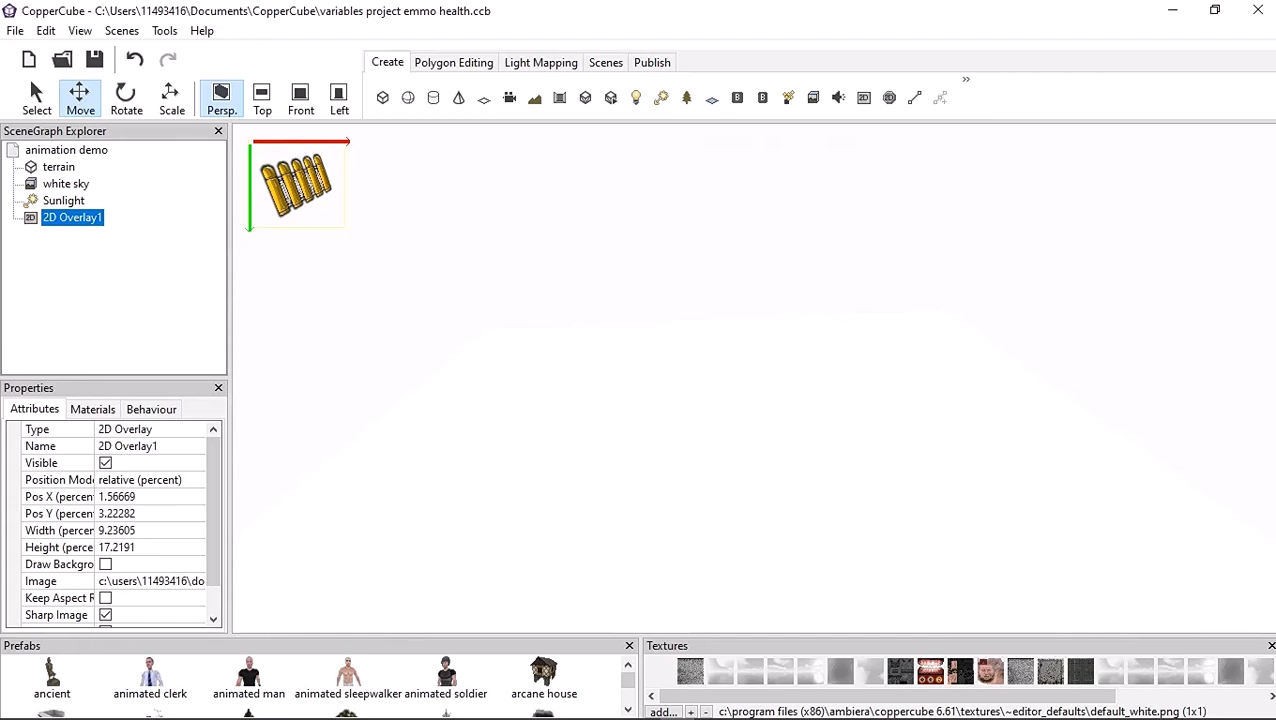 CopperCube - C:\Users\11493416\Documents\CopperCube\variables project emmo health.ccb
File Edit View Scenes Tools Help
Create Polygon Editing Light Mapping Scenes Publish
Select Move Rotate Scale Persp. Top Front Left
SceneGraph Explorer
animation demo
terrain
white sky
Sunlight
2D 2D Overlay1
Properties
Attributes Materials Behaviour
Type 2D Overlay
Name 2D Overlay1
Visible
Position Mode relative (percent)
Pos X (percen 1.56669
Pos Y (percen 3.22282
Width (percen 9.23605
Height (perce 17.2191
Draw Backgro
Image c:\users\11493416\do
Keep Aspect R
Sharp Image
Prefabs
ancient animated clerk animated man animated sleepwalker animated soldier arcane house
Textures
add... + - c:\program files (x86)\ambiera\coppercube 6.61\textures\~editor_defaults\default_white.png (1x1)